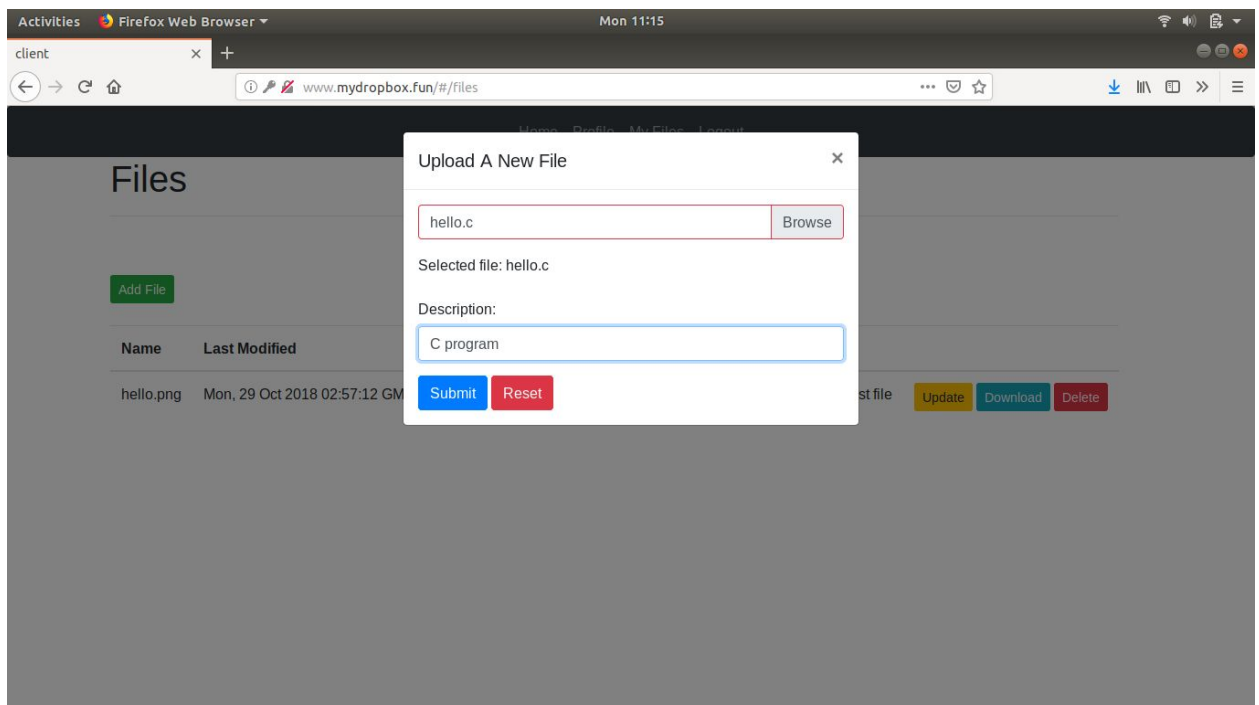 Activities Firefox Web Browser Mon 11:15
client
www.mydropbox.fun/#/files
Home Profile My Files Logout
Upload A New File
Files
hello.c Browse
Selected file: hello.c
Add File
Description:
C program
Name Last Modified
Submit Reset
hello.png Mon, 29 Oct 2018 02:57:12 GM st file Update Download Delete